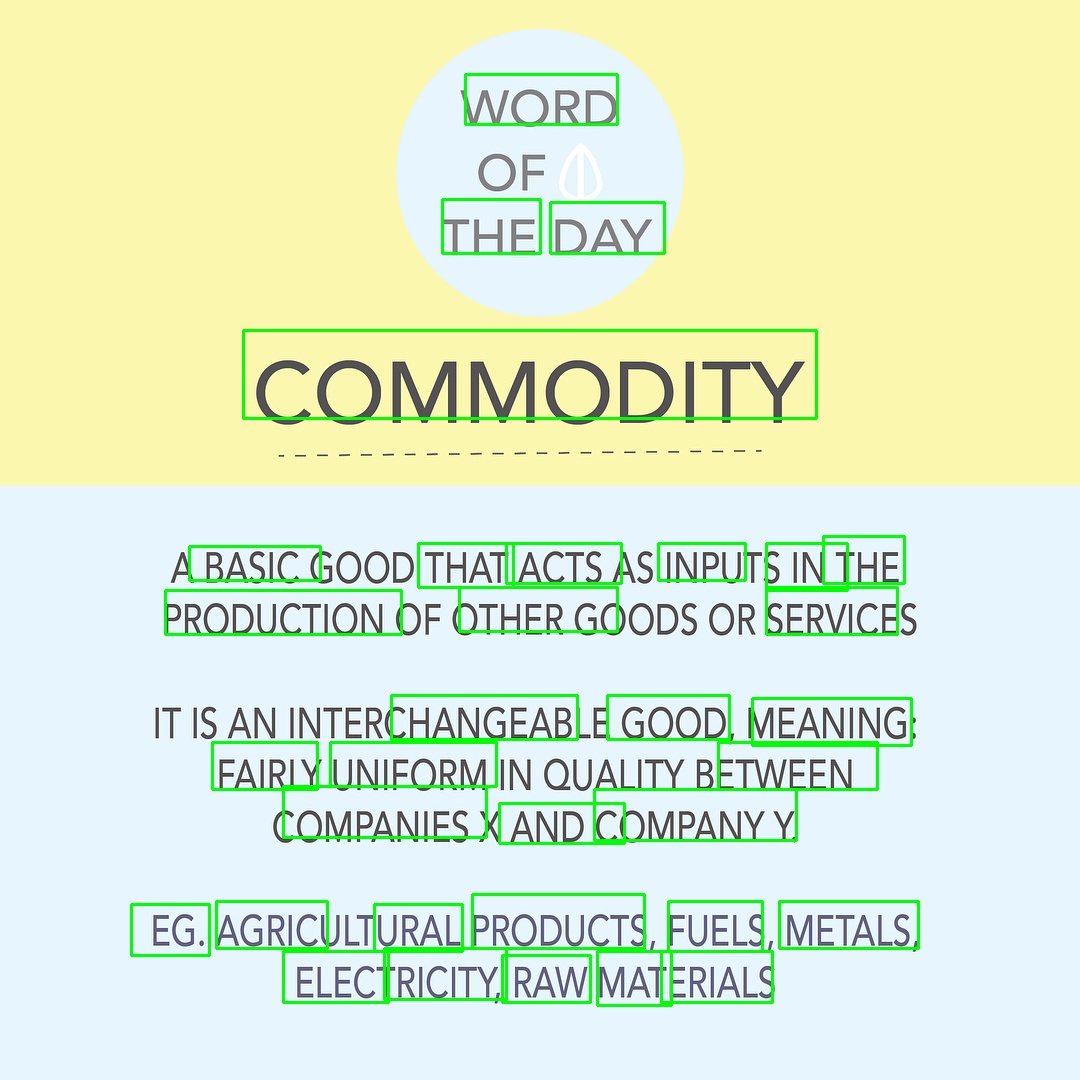 WORD
OF
THE DAY
COMMODITY
A BASIC GOOD THAT ACTS AS INPUTS IN THE
PRODUCTION OF OTHER GOODS OR SERVICES
IT IS AN INTERCHANGEABLE GOOD, MEANING:
FAIRLY UNIFORM IN QUALITY BETWEEN
COMPANIES X AND COMPANY Y.
EG. AGRICULTURAL PRODUCTS, FUELS, METALS,
ELECTRICITY, RAW MATERIALS